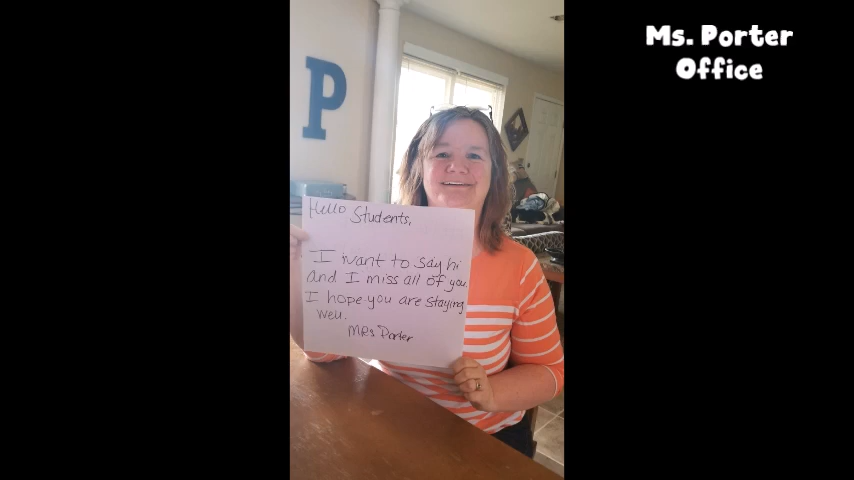 Ms. Porter
Office
P
Hello Students,
I want to say hi
and I miss all of you.
I hope you are staying
well.
MRs Porter